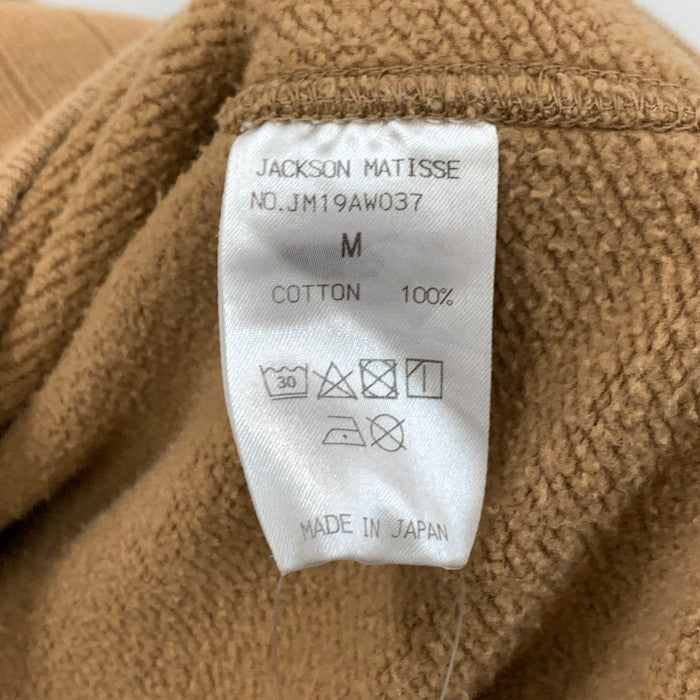 JACKSON MATISSE
NO.JM19AW037
M
COTTON 100%
30
MADE IN JAPAN